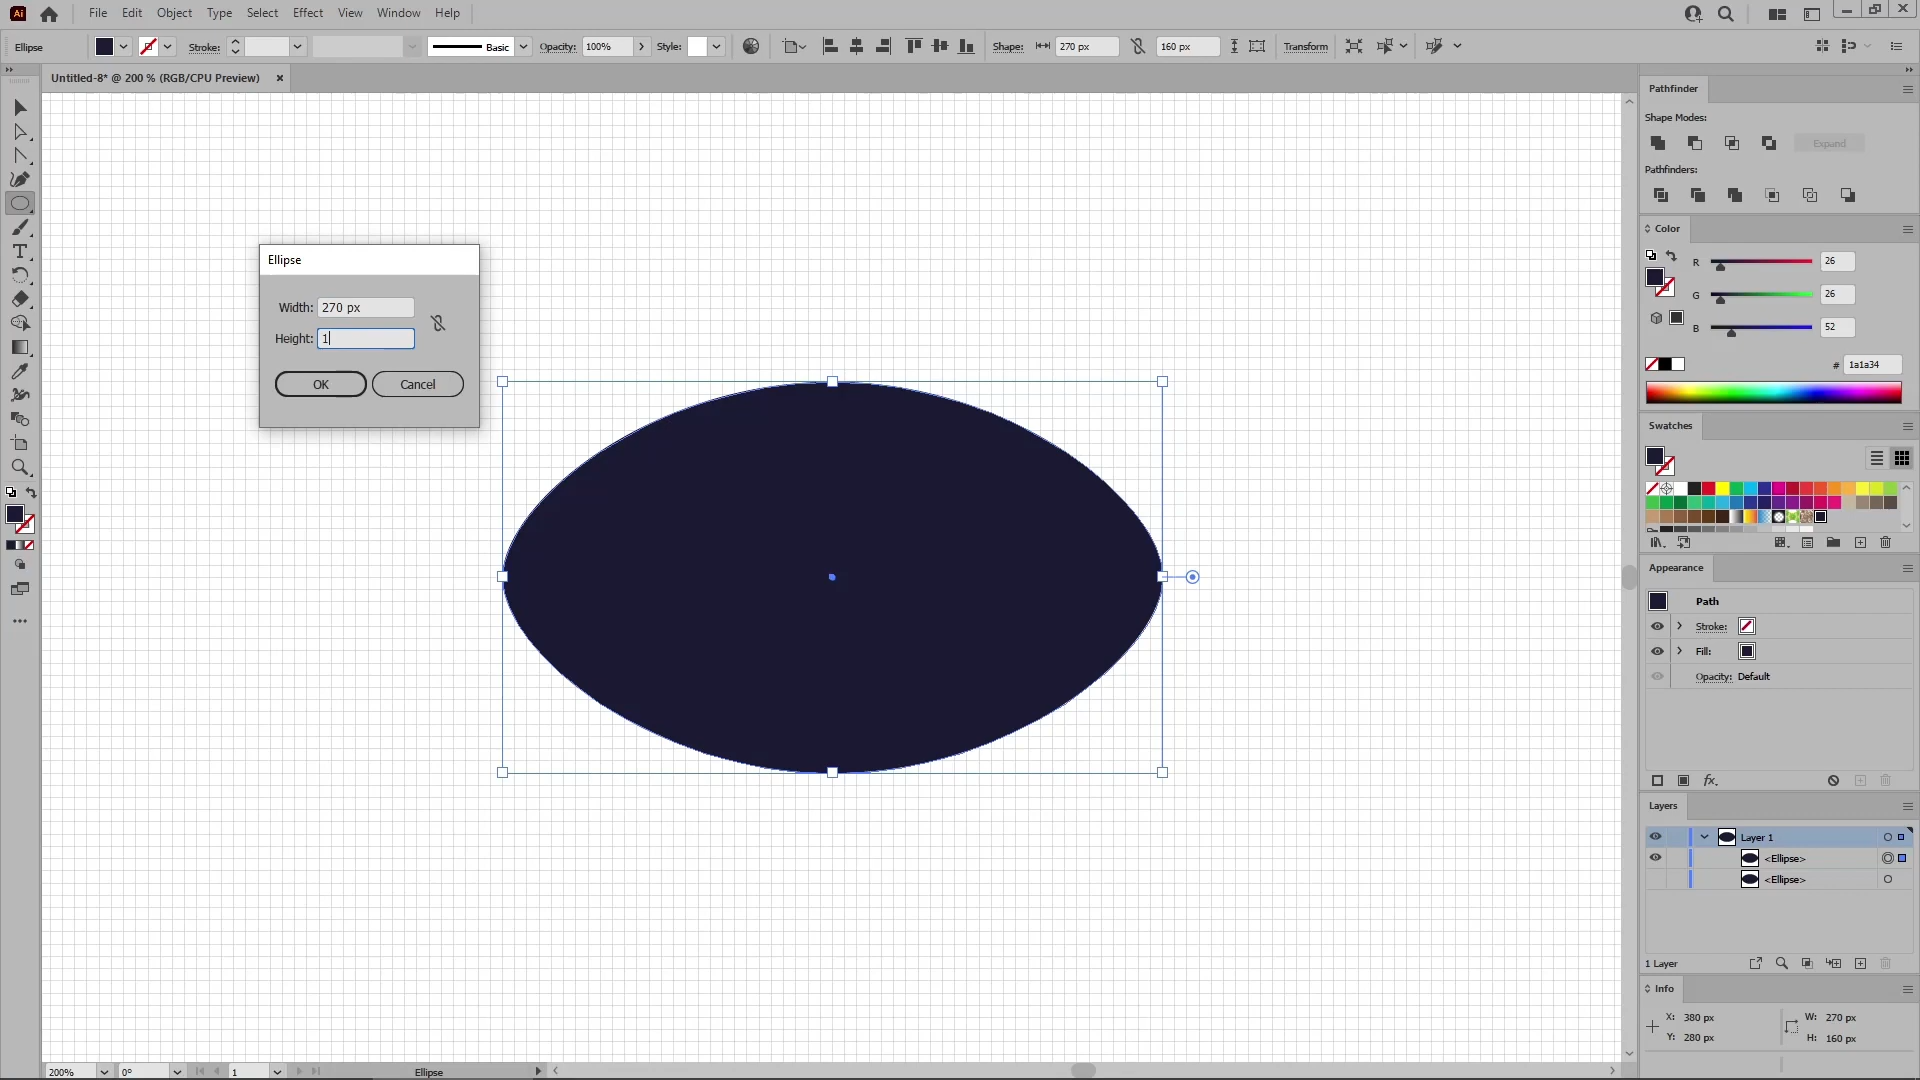 Ai File Edit Object Type Select Effect View Window Help
Ellipse Stroke: Basic Opacity: 100% Style: Shape: 270 px 160 px Transform
Untitled-8* @ 200 % (RGB/CPU Preview) ×
Ellipse
Width: 270 px
Height: 1
OK Cancel
Pathfinder
Shape Modes:
Expand
Pathfinders:
Color
R 26
G 26
B 52
# 1a1a34
Swatches
Appearance
Path
Stroke:
Fill:
Opacity: Default
fx
Layers
Layer 1
<Ellipse>
<Ellipse>
1 Layer
Info
X: 380 px W: 270 px
Y: 280 px H: 160 px
200% 0° 1 Ellipse